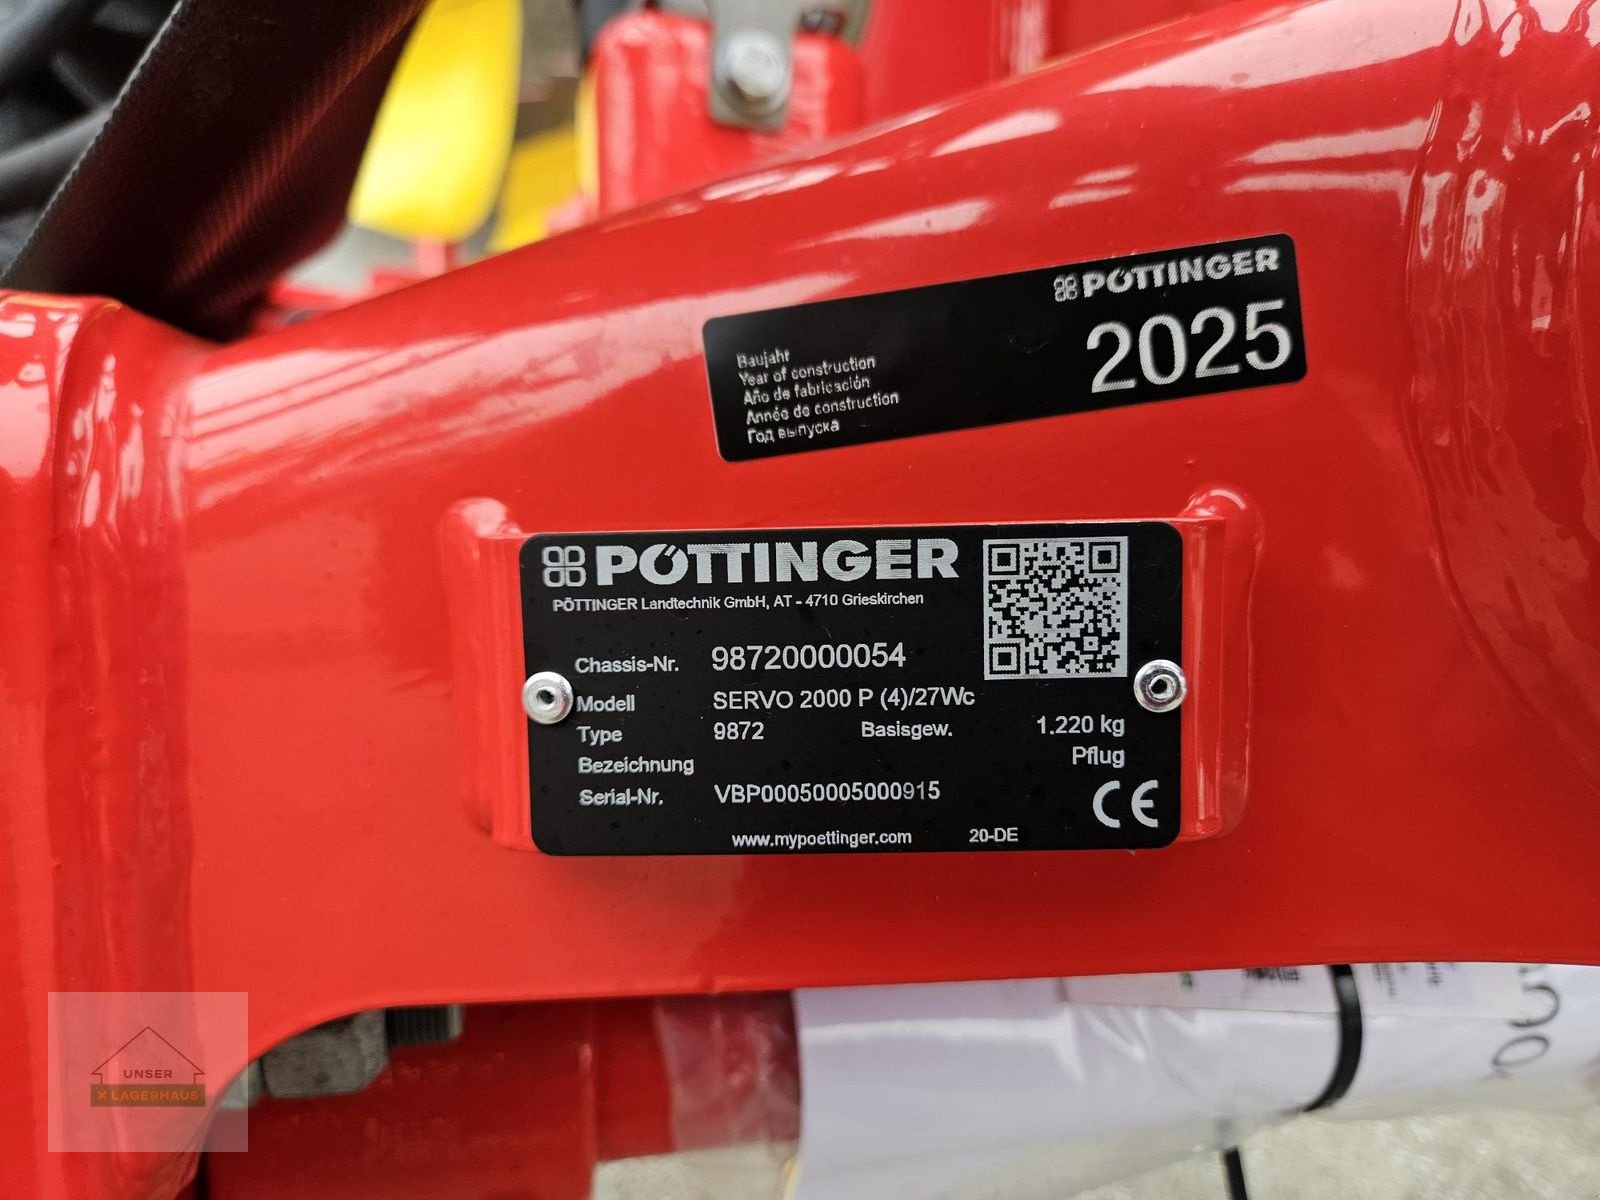 PÖTTINGER
2025
Baujahr
Year of construction
Año de fabricación
Année de construction
Год выпуска
PÖTTINGER
PÖTTINGER Landtechnik GmbH, AT - 4710 Grieskirchen
Chassis-Nr. 98720000054
Modell SERVO 2000 P (4)/27Wc
Type 9872 Basisgew. 1.220 kg
Bezeichnung Pflug
Serial-Nr. VBP00050005000915
CE
www.mypoettinger.com 20-DE
UNSER
X LAGERHAUS